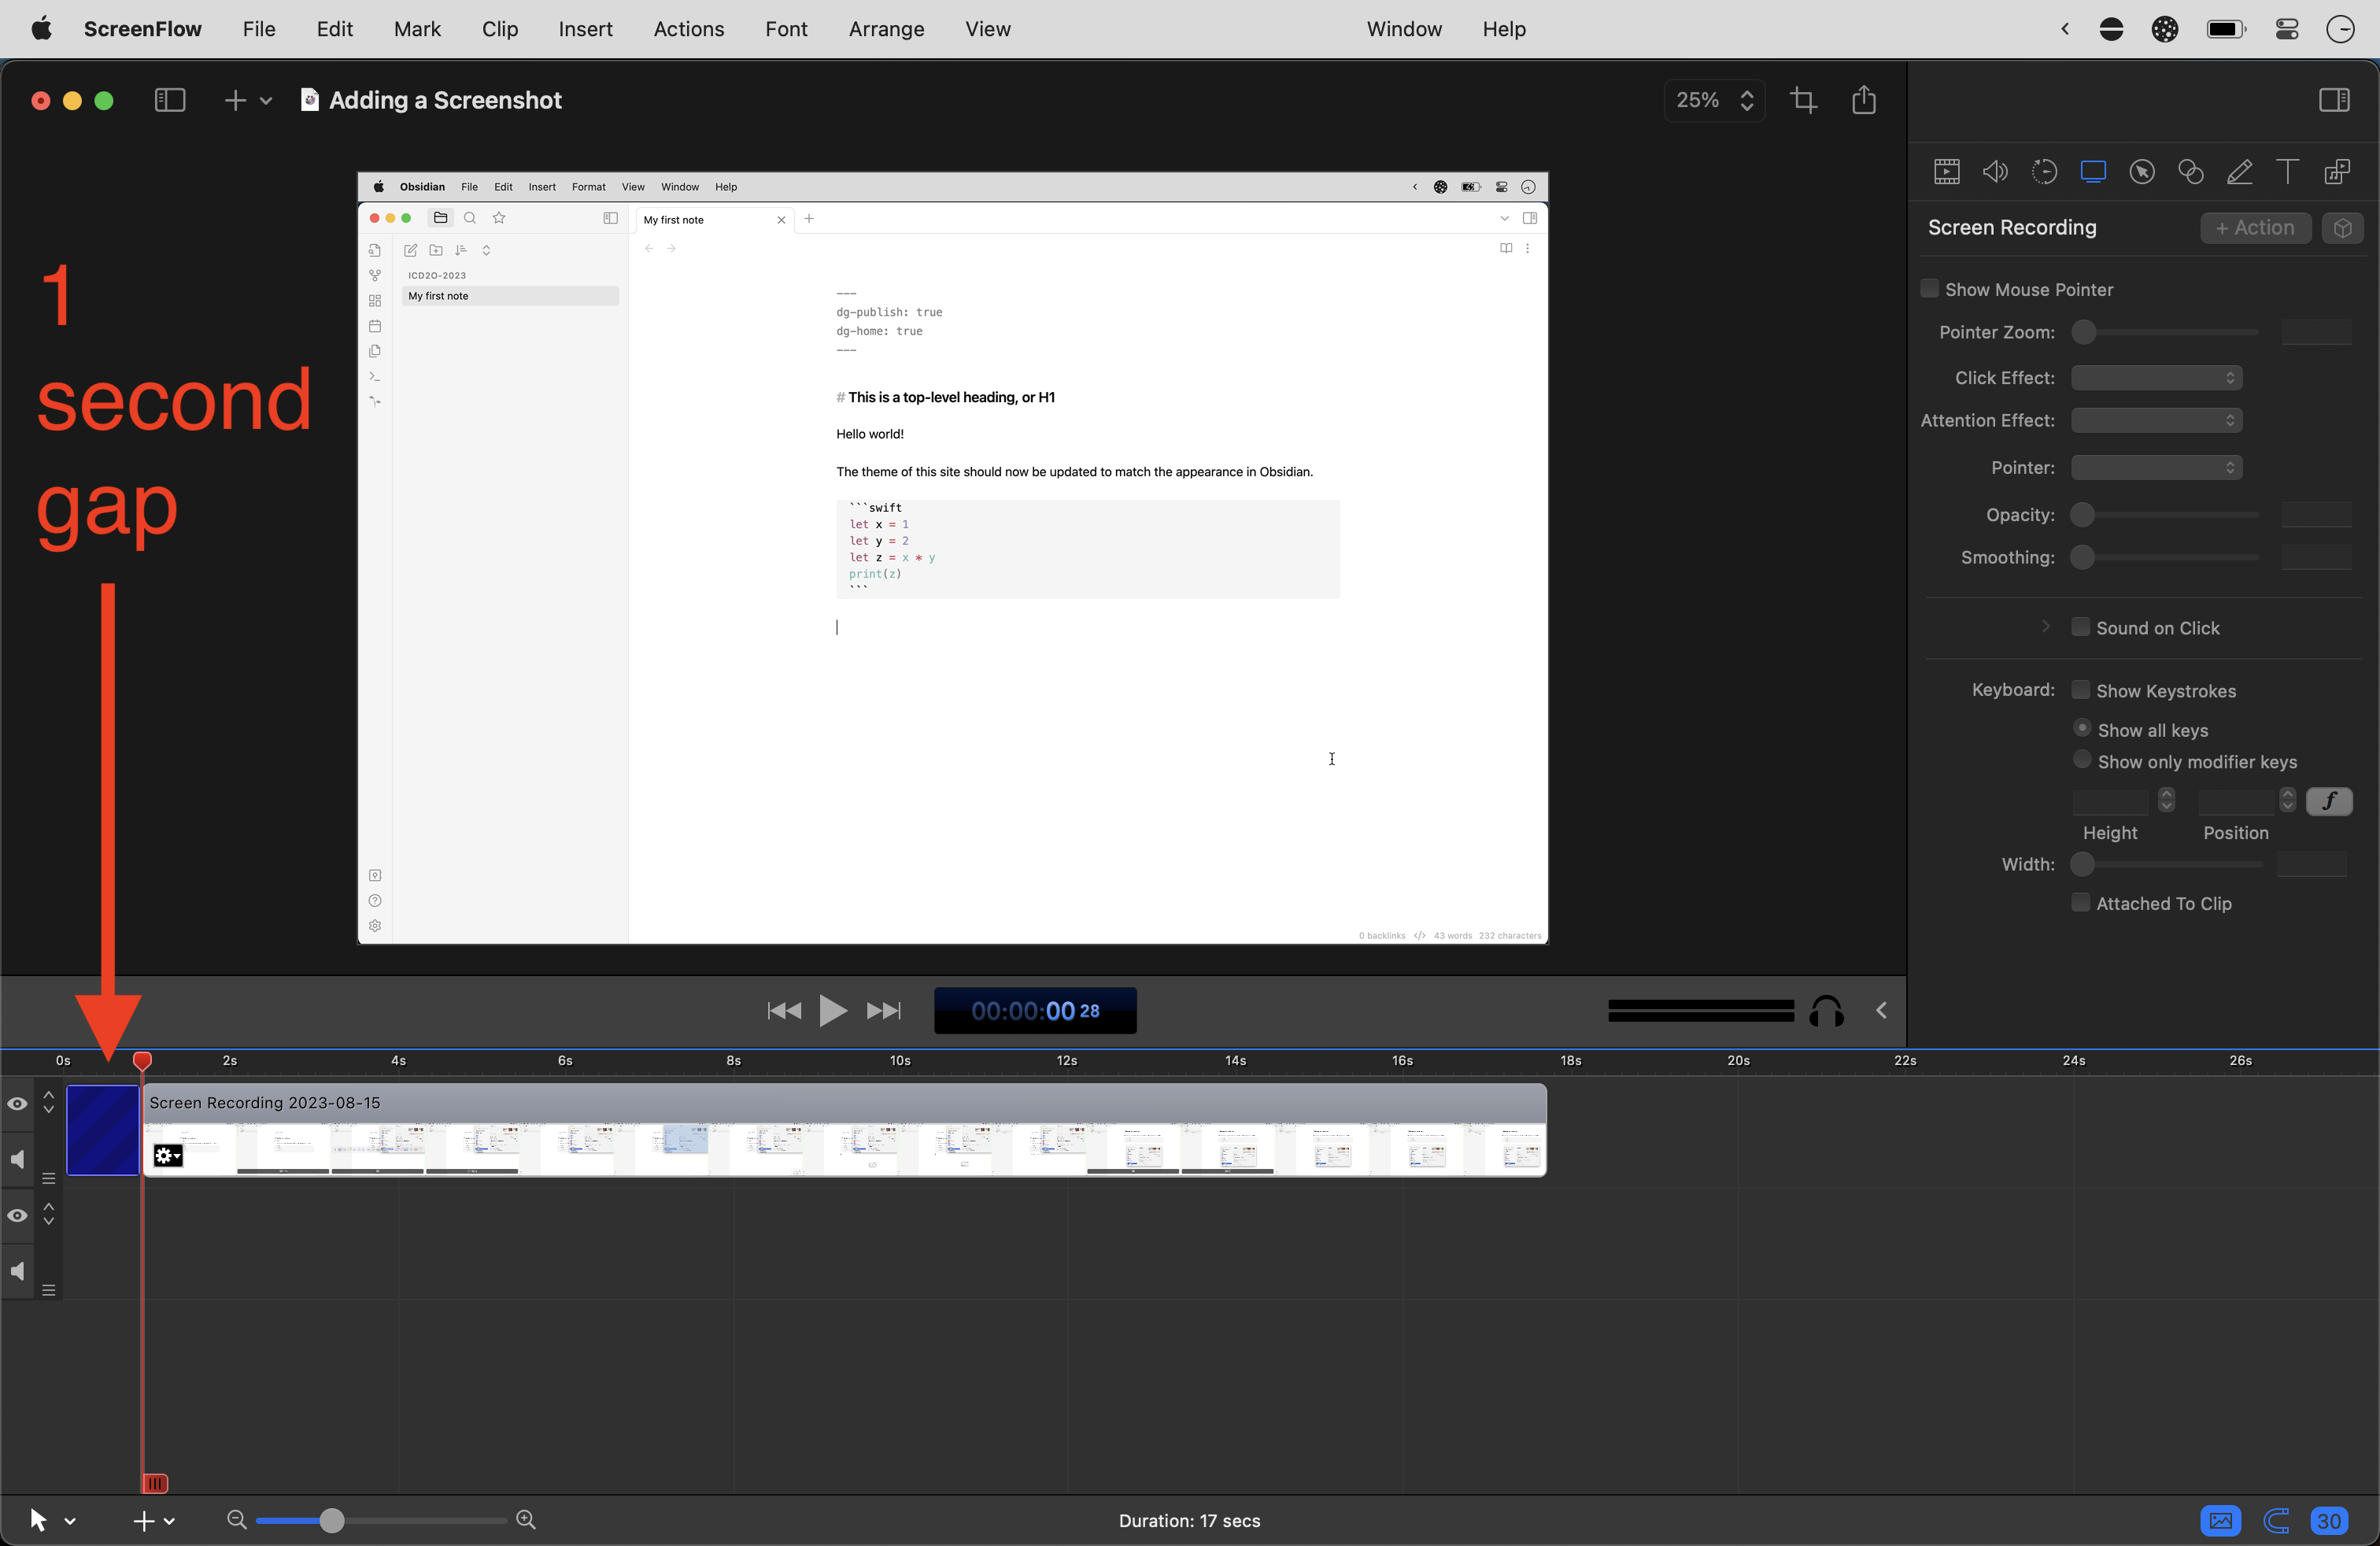 ScreenFlow File Edit Mark Clip Insert Actions Font Arrange View Window Help
Adding a Screenshot
25%
Obsidian File Edit Insert Format View Window Help
My first note
ICD2O-2023
My first note
---
dg-publish: true
dg-home: true
---
# This is a top-level heading, or H1
Hello world!
The theme of this site should now be updated to match the appearance in Obsidian.
```swift
let x = 1
let y = 2
let z = x * y
print(z)
```
0 backlinks </> 43 words 232 characters
1
second
gap
Screen Recording
+ Action
Show Mouse Pointer
Pointer Zoom:
Click Effect:
Attention Effect:
Pointer:
Opacity:
Smoothing:
Sound on Click
Keyboard: Show Keystrokes
Show all keys
Show only modifier keys
f
Height Position
Width:
Attached To Clip
00:00:00 28
0s 2s 4s 6s 8s 10s 12s 14s 16s 18s 20s 22s 24s 26s
Screen Recording 2023-08-15
Duration: 17 secs
30